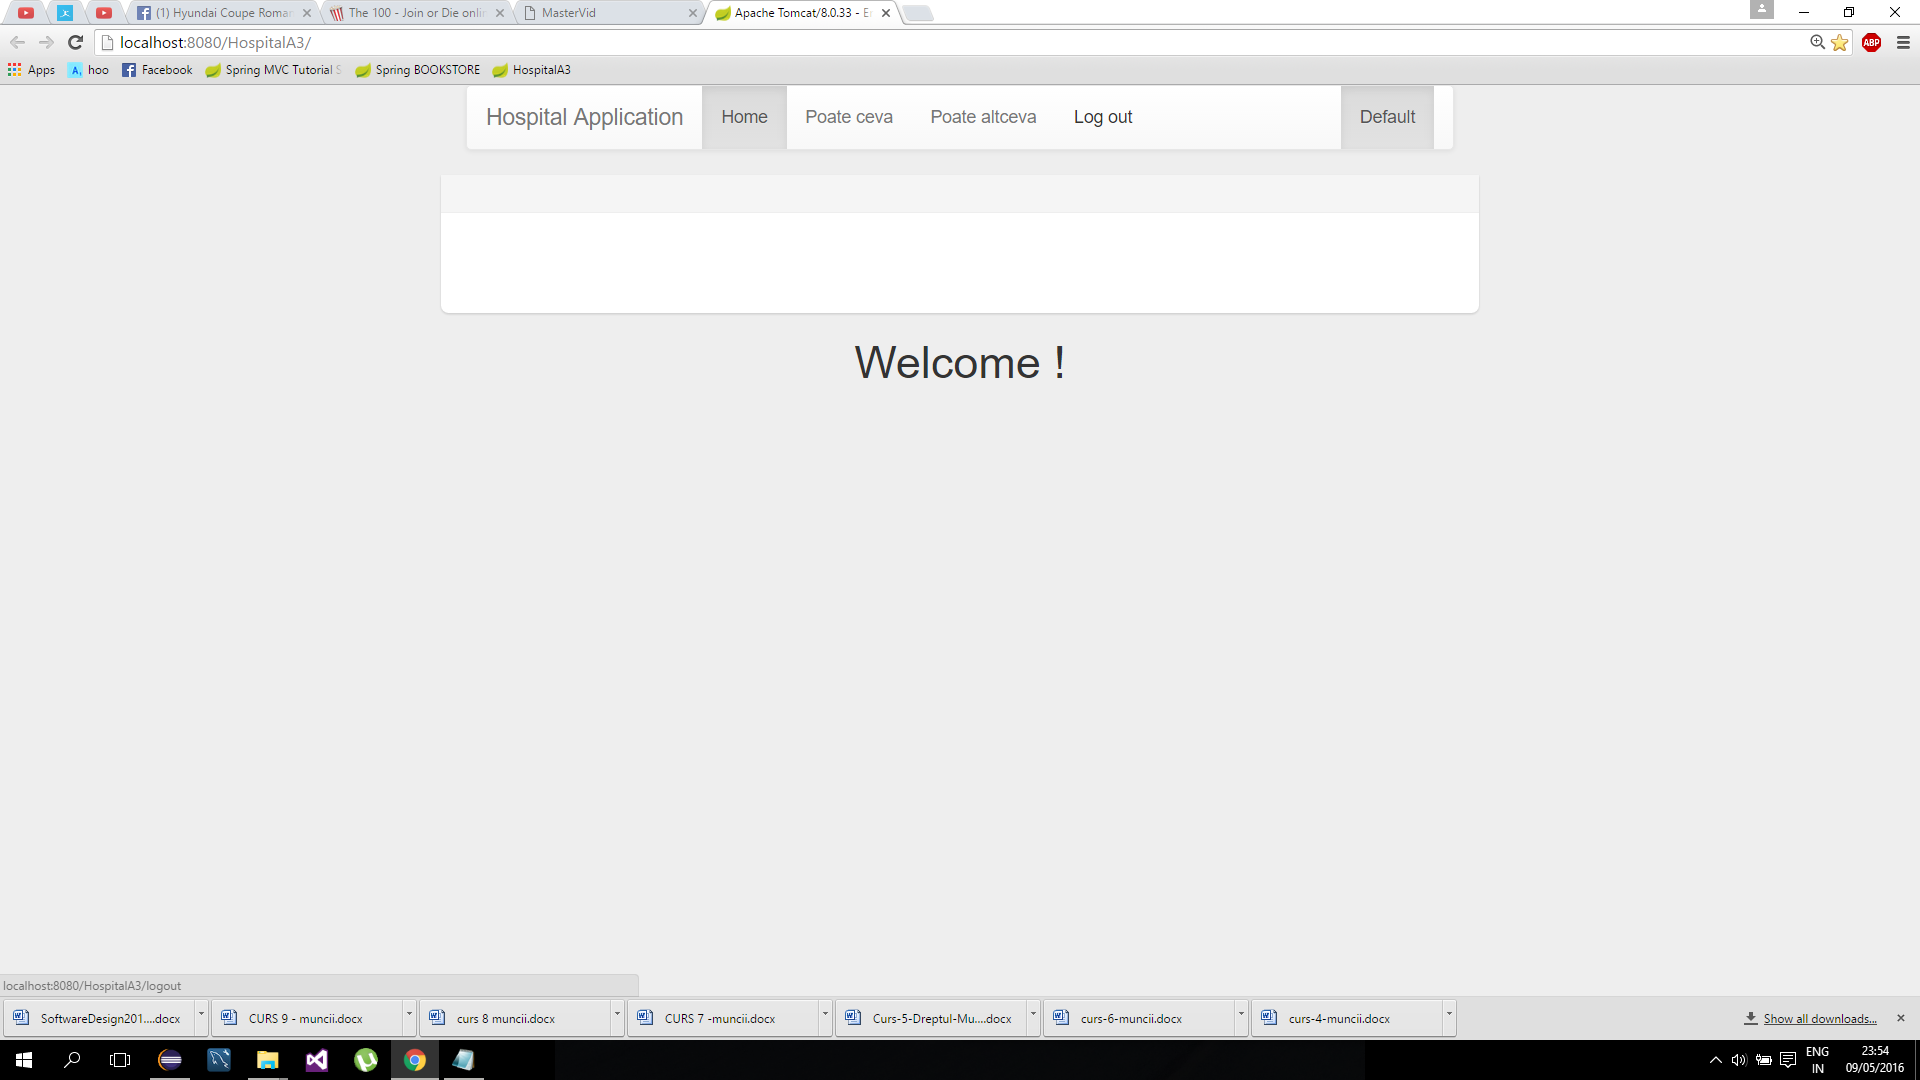 (1) Hyundai Coupe Roman
The 100 - Join or Die onlin
MasterVid
Apache Tomcat/8.0.33 - E
localhost:8080/HospitalA3/
ABP
Apps
hoo
Facebook
Spring MVC Tutorial S
Spring BOOKSTORE
HospitalA3
Hospital Application
Home
Poate ceva
Poate altceva
Log out
Default
Welcome !
localhost:8080/HospitalA3/logout
SoftwareDesign201....docx
CURS 9 - muncii.docx
curs 8 muncii.docx
CURS 7 -muncii.docx
Curs-5-Dreptul-Mu....docx
curs-6-muncii.docx
curs-4-muncii.docx
Show all downloads...
ENG
IN
23:54
09/05/2016